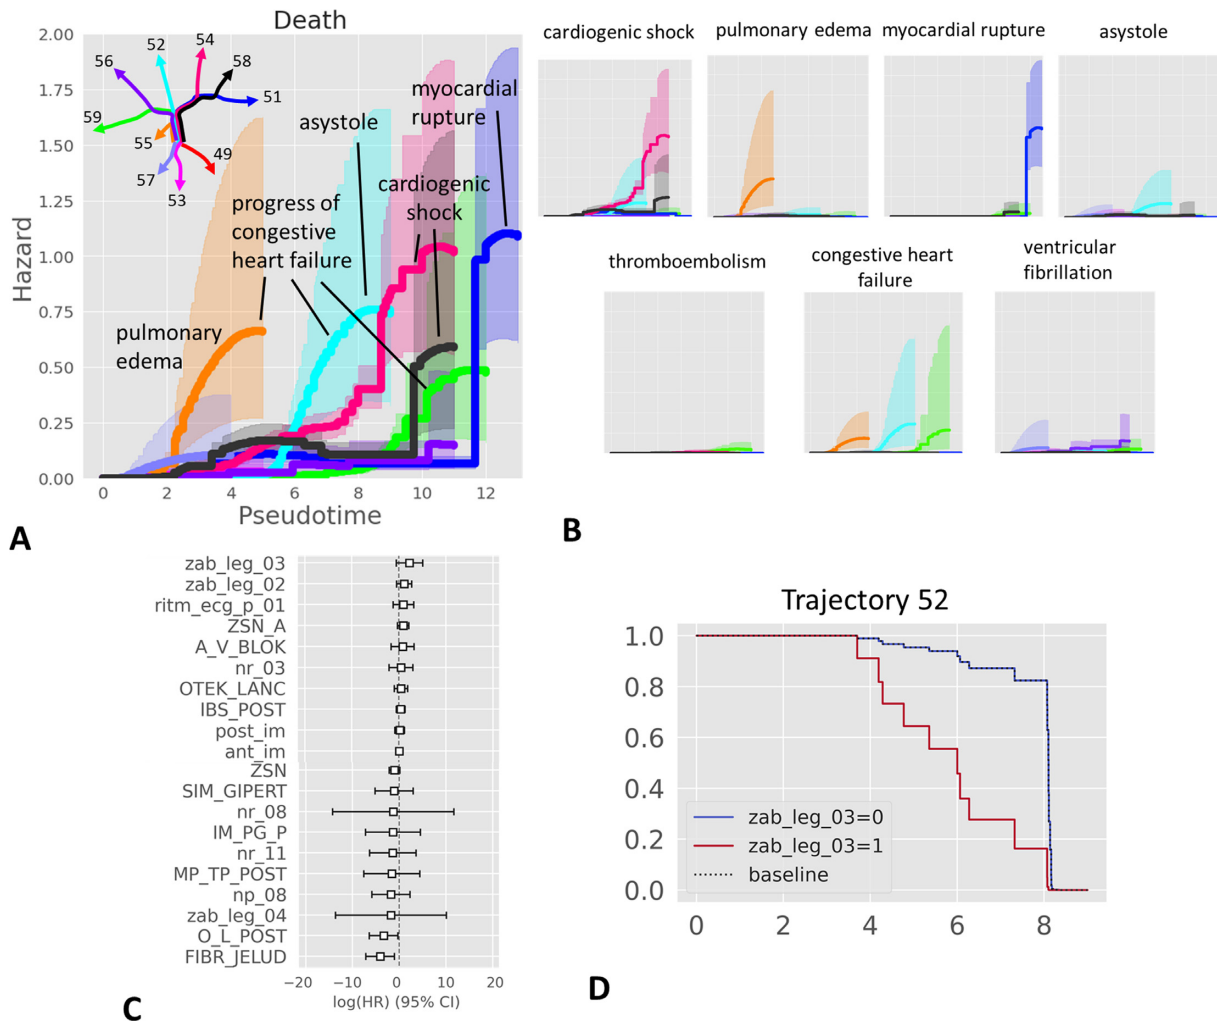 Death
2.00
1.75
1.50
1.25
1.00
0.75
0.50
0.25
0.00
Hazard
0
2
4
6
8
10
12
Pseudotime
54
52
56
58
51
59
55
49
57
53
myocardial
rupture
asystole
cardiogenic
shock
progress of
congestive
heart failure
pulmonary
edema
A
cardiogenic shock
pulmonary edema
myocardial rupture
asystole
thromboembolism
congestive heart
failure
ventricular
fibrillation
B
zab_leg_03
zab_leg_02
ritm_ecg_p_01
ZSN_A
A_V_BLOK
nr_03
OTEK_LANC
IBS_POST
post_im
ant_im
ZSN
SIM_GIPERT
nr_08
IM_PG_P
nr_11
MP_TP_POST
np_08
zab_leg_04
O_L_POST
FIBR_JELUD
−20
−10
0
10
20
log(HR) (95% CI)
C
Trajectory 52
1.0
0.8
0.6
0.4
0.2
0.0
zab_leg_03=0
zab_leg_03=1
baseline
0
2
4
6
8
D